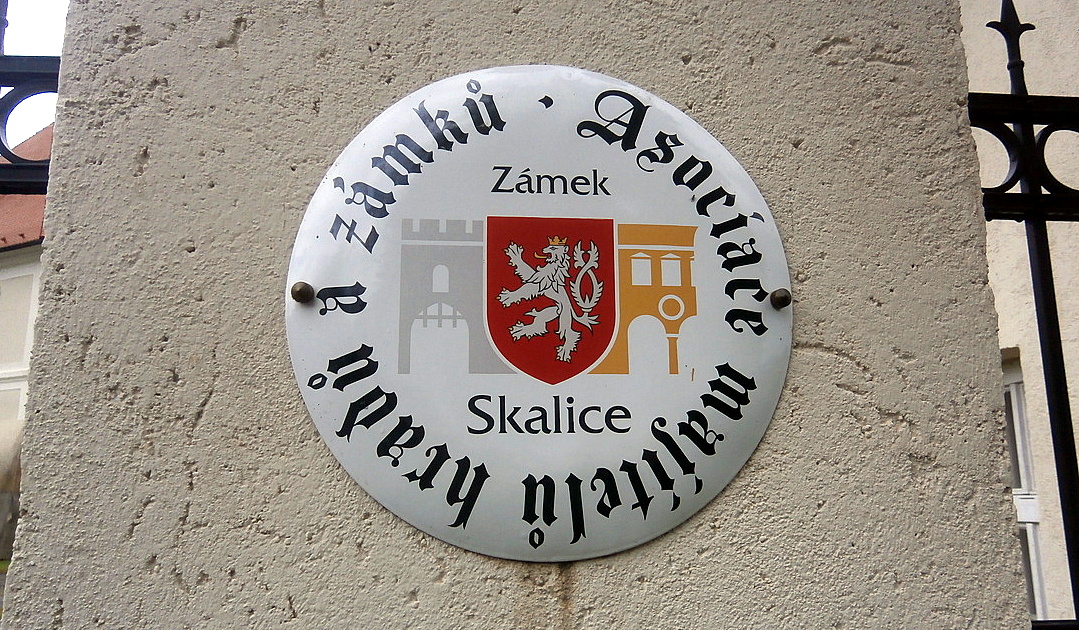 Asociace majitelů hradů a zámků ·
Zámek
Skalice